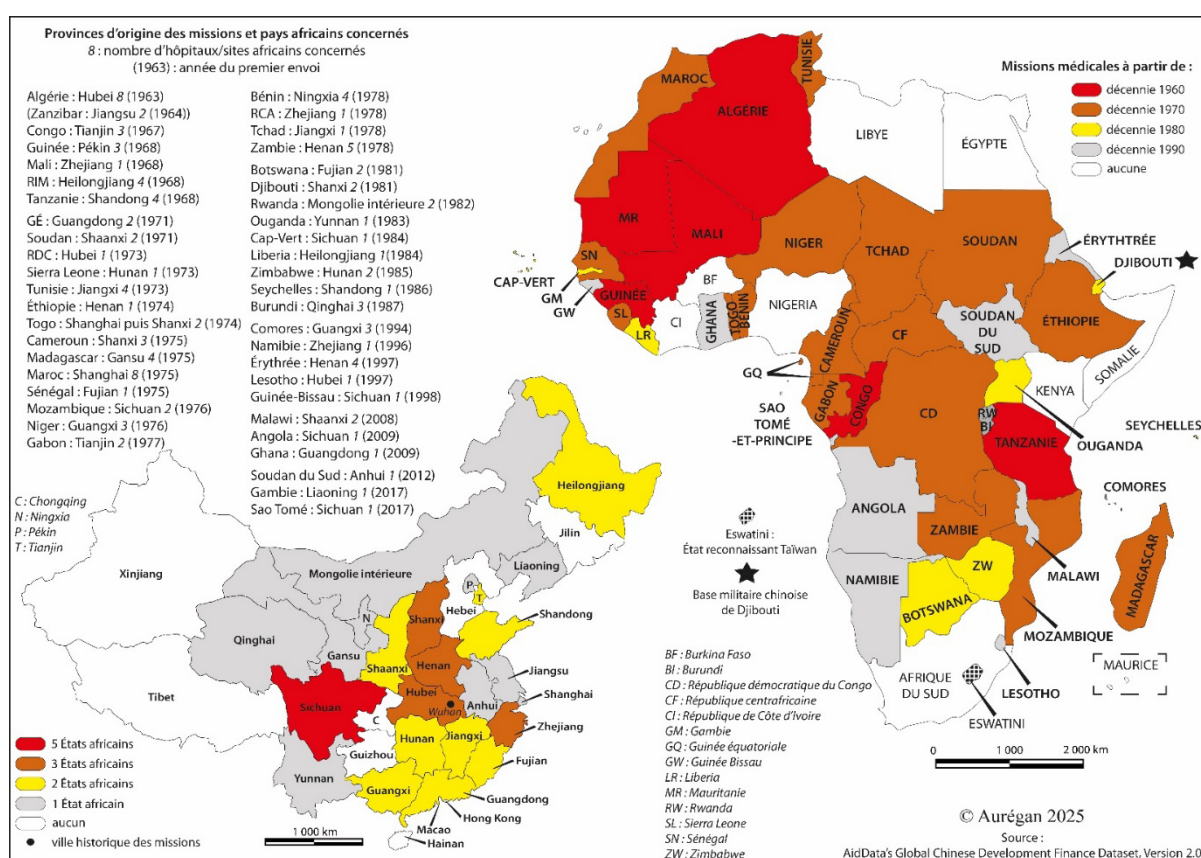 Provinces d'origine des missions et pays africains concernés
8 : nombre d'hôpitaux/sites africains concernés
(1963) : année du premier envoi
Algérie : Hubei 8 (1963)
(Zanzibar : Jiangsu 2 (1964))
Congo : Tianjin 3 (1967)
Guinée : Pékin 3 (1968)
Mali : Zhejiang 1 (1968)
RIM : Heilongjiang 4 (1968)
Tanzanie : Shandong 4 (1968)
GÉ : Guangdong 2 (1971)
Soudan : Shaanxi 2 (1971)
RDC : Hubei 1 (1973)
Sierra Leone : Hunan 1 (1973)
Tunisie : Jiangxi 4 (1973)
Éthiopie : Henan 1 (1974)
Togo : Shanghai puis Shanxi 2 (1974)
Cameroun : Shanxi 3 (1975)
Madagascar : Gansu 4 (1975)
Maroc : Shanghai 8 (1975)
Sénégal : Fujian 1 (1975)
Mozambique : Sichuan 2 (1976)
Niger : Guangxi 3 (1976)
Gabon : Tianjin 2 (1977)
Bénin : Ningxia 4 (1978)
RCA : Zhejiang 1 (1978)
Tchad : Jiangxi 1 (1978)
Zambie : Henan 5 (1978)
Botswana : Fujian 2 (1981)
Djibouti : Shanxi 2 (1981)
Rwanda : Mongolie intérieure 2 (1982)
Ouganda : Yunnan 1 (1983)
Cap-Vert : Sichuan 1 (1984)
Liberia : Heilongjiang 1 (1984)
Zimbabwe : Hunan 2 (1985)
Seychelles : Shandong 1 (1986)
Burundi : Qinghai 3 (1987)
Comores : Guangxi 3 (1994)
Namibie : Zhejiang 1 (1996)
Érythrée : Henan 4 (1997)
Lesotho : Hubei 1 (1997)
Guinée-Bissau : Sichuan 1 (1998)
Malawi : Shaanxi 2 (2008)
Angola : Sichuan 1 (2009)
Ghana : Guangdong 1 (2009)
Soudan du Sud : Anhui 1 (2012)
Gambie : Liaoning 1 (2017)
Sao Tomé : Sichuan 1 (2017)
C : Chongqing
N : Ningxia
P : Pékin
T : Tianjin
Heilongjiang
Jilin
Liaoning
Xinjiang
Mongolie intérieure
P
T
Hebei
Shandong
Shanxi
N
Qinghai
Gansu
Shaanxi
Henan
Jiangsu
Shanghai
Tibet
Sichuan
Hubei
Wuhan
Anhui
C
Zhejiang
Hunan
Jiangxi
Guizhou
Fujian
Yunnan
Guangxi
Guangdong
Hong Kong
Macao
Hainan
5 États africains
3 États africains
2 États africains
1 État africain
aucun
ville historique des missions
1 000 km
Missions médicales à partir de :
décennie 1960
décennie 1970
décennie 1980
décennie 1990
aucune
MAROC
TUNISIE
ALGÉRIE
LIBYE
ÉGYPTE
MR
MALI
NIGER
TCHAD
SOUDAN
ÉRYTHTRÉE
DJIBOUTI
CAP-VERT
SN
GM
GW
GUINÉE
SL
LR
CI
BF
GHANA
TOGO
BÉNIN
NIGERIA
CAMEROUN
CF
SOUDAN
DU
SUD
ÉTHIOPIE
SOMALIE
GQ
SAO
TOMÉ
-ET-PRINCIPE
GABON
CONGO
CD
RW
BI
KENYA
OUGANDA
TANZANIE
SEYCHELLES
COMORES
ANGOLA
ZAMBIE
MALAWI
MADAGASCAR
NAMIBIE
BOTSWANA
ZW
MOZAMBIQUE
AFRIQUE
DU SUD
LESOTHO
ESWATINI
MAURICE
Eswatini :
État reconnaissant Taïwan
Base militaire chinoise
de Djibouti
BF : Burkina Faso
BI : Burundi
CD : République démocratique du Congo
CF : République centrafricaine
CI : République de Côte d'Ivoire
GM : Gambie
GQ : Guinée équatoriale
GW : Guinée Bissau
LR : Liberia
MR : Mauritanie
RW : Rwanda
SL : Sierra Leone
SN : Sénégal
ZW : Zimbabwe
0 1 000 2 000 km
© Aurégan 2025
Source :
AidData's Global Chinese Development Finance Dataset, Version 2.0